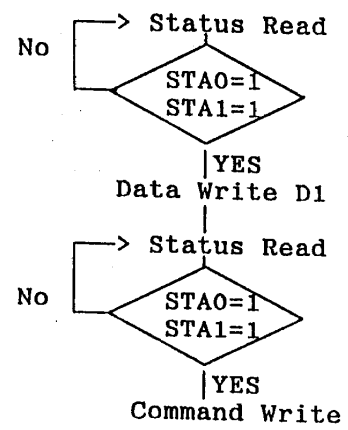 Status Read
No
STA0=1
STA1=1
YES
Data Write D1
Status Read
No
STA0=1
STA1=1
YES
Command Write